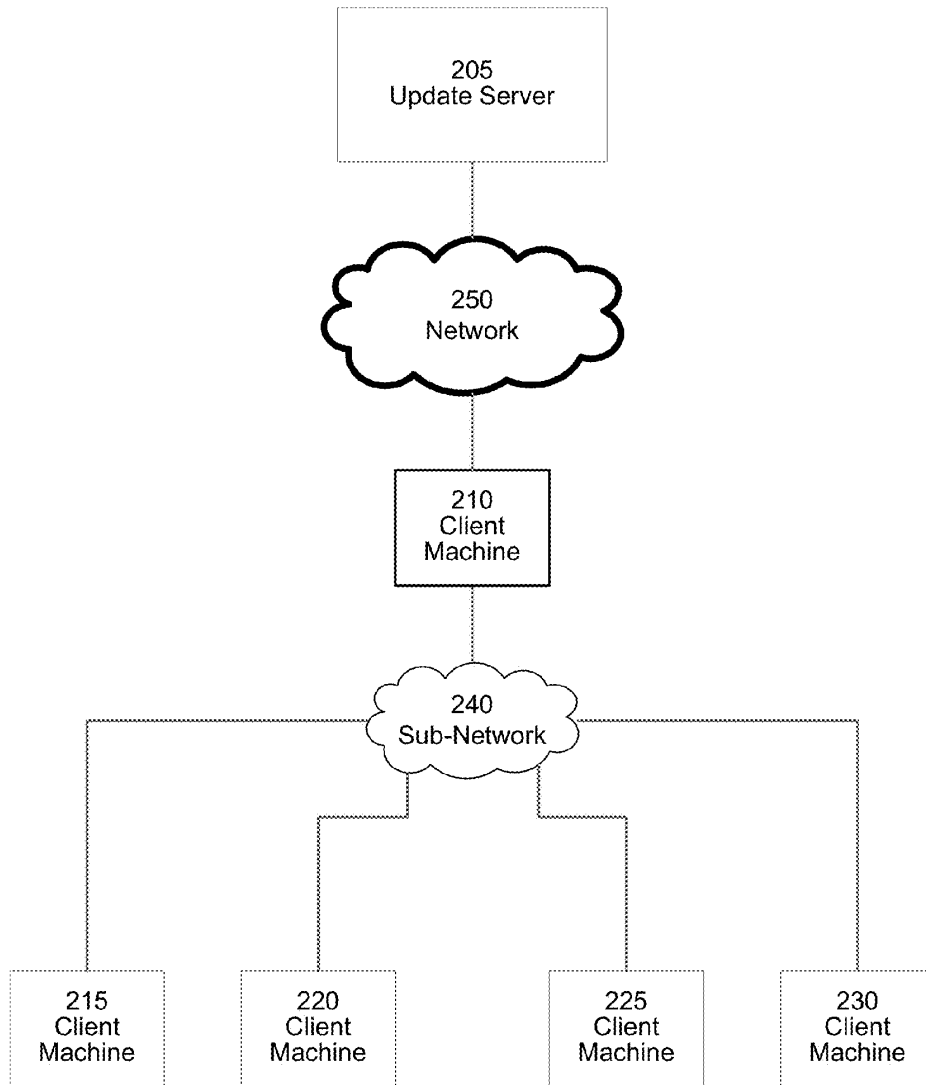 205
Update Server
250
Network
210
Client
Machine
240
Sub-Network
215
Client
Machine
220
Client
Machine
225
Client
Machine
230
Client
Machine